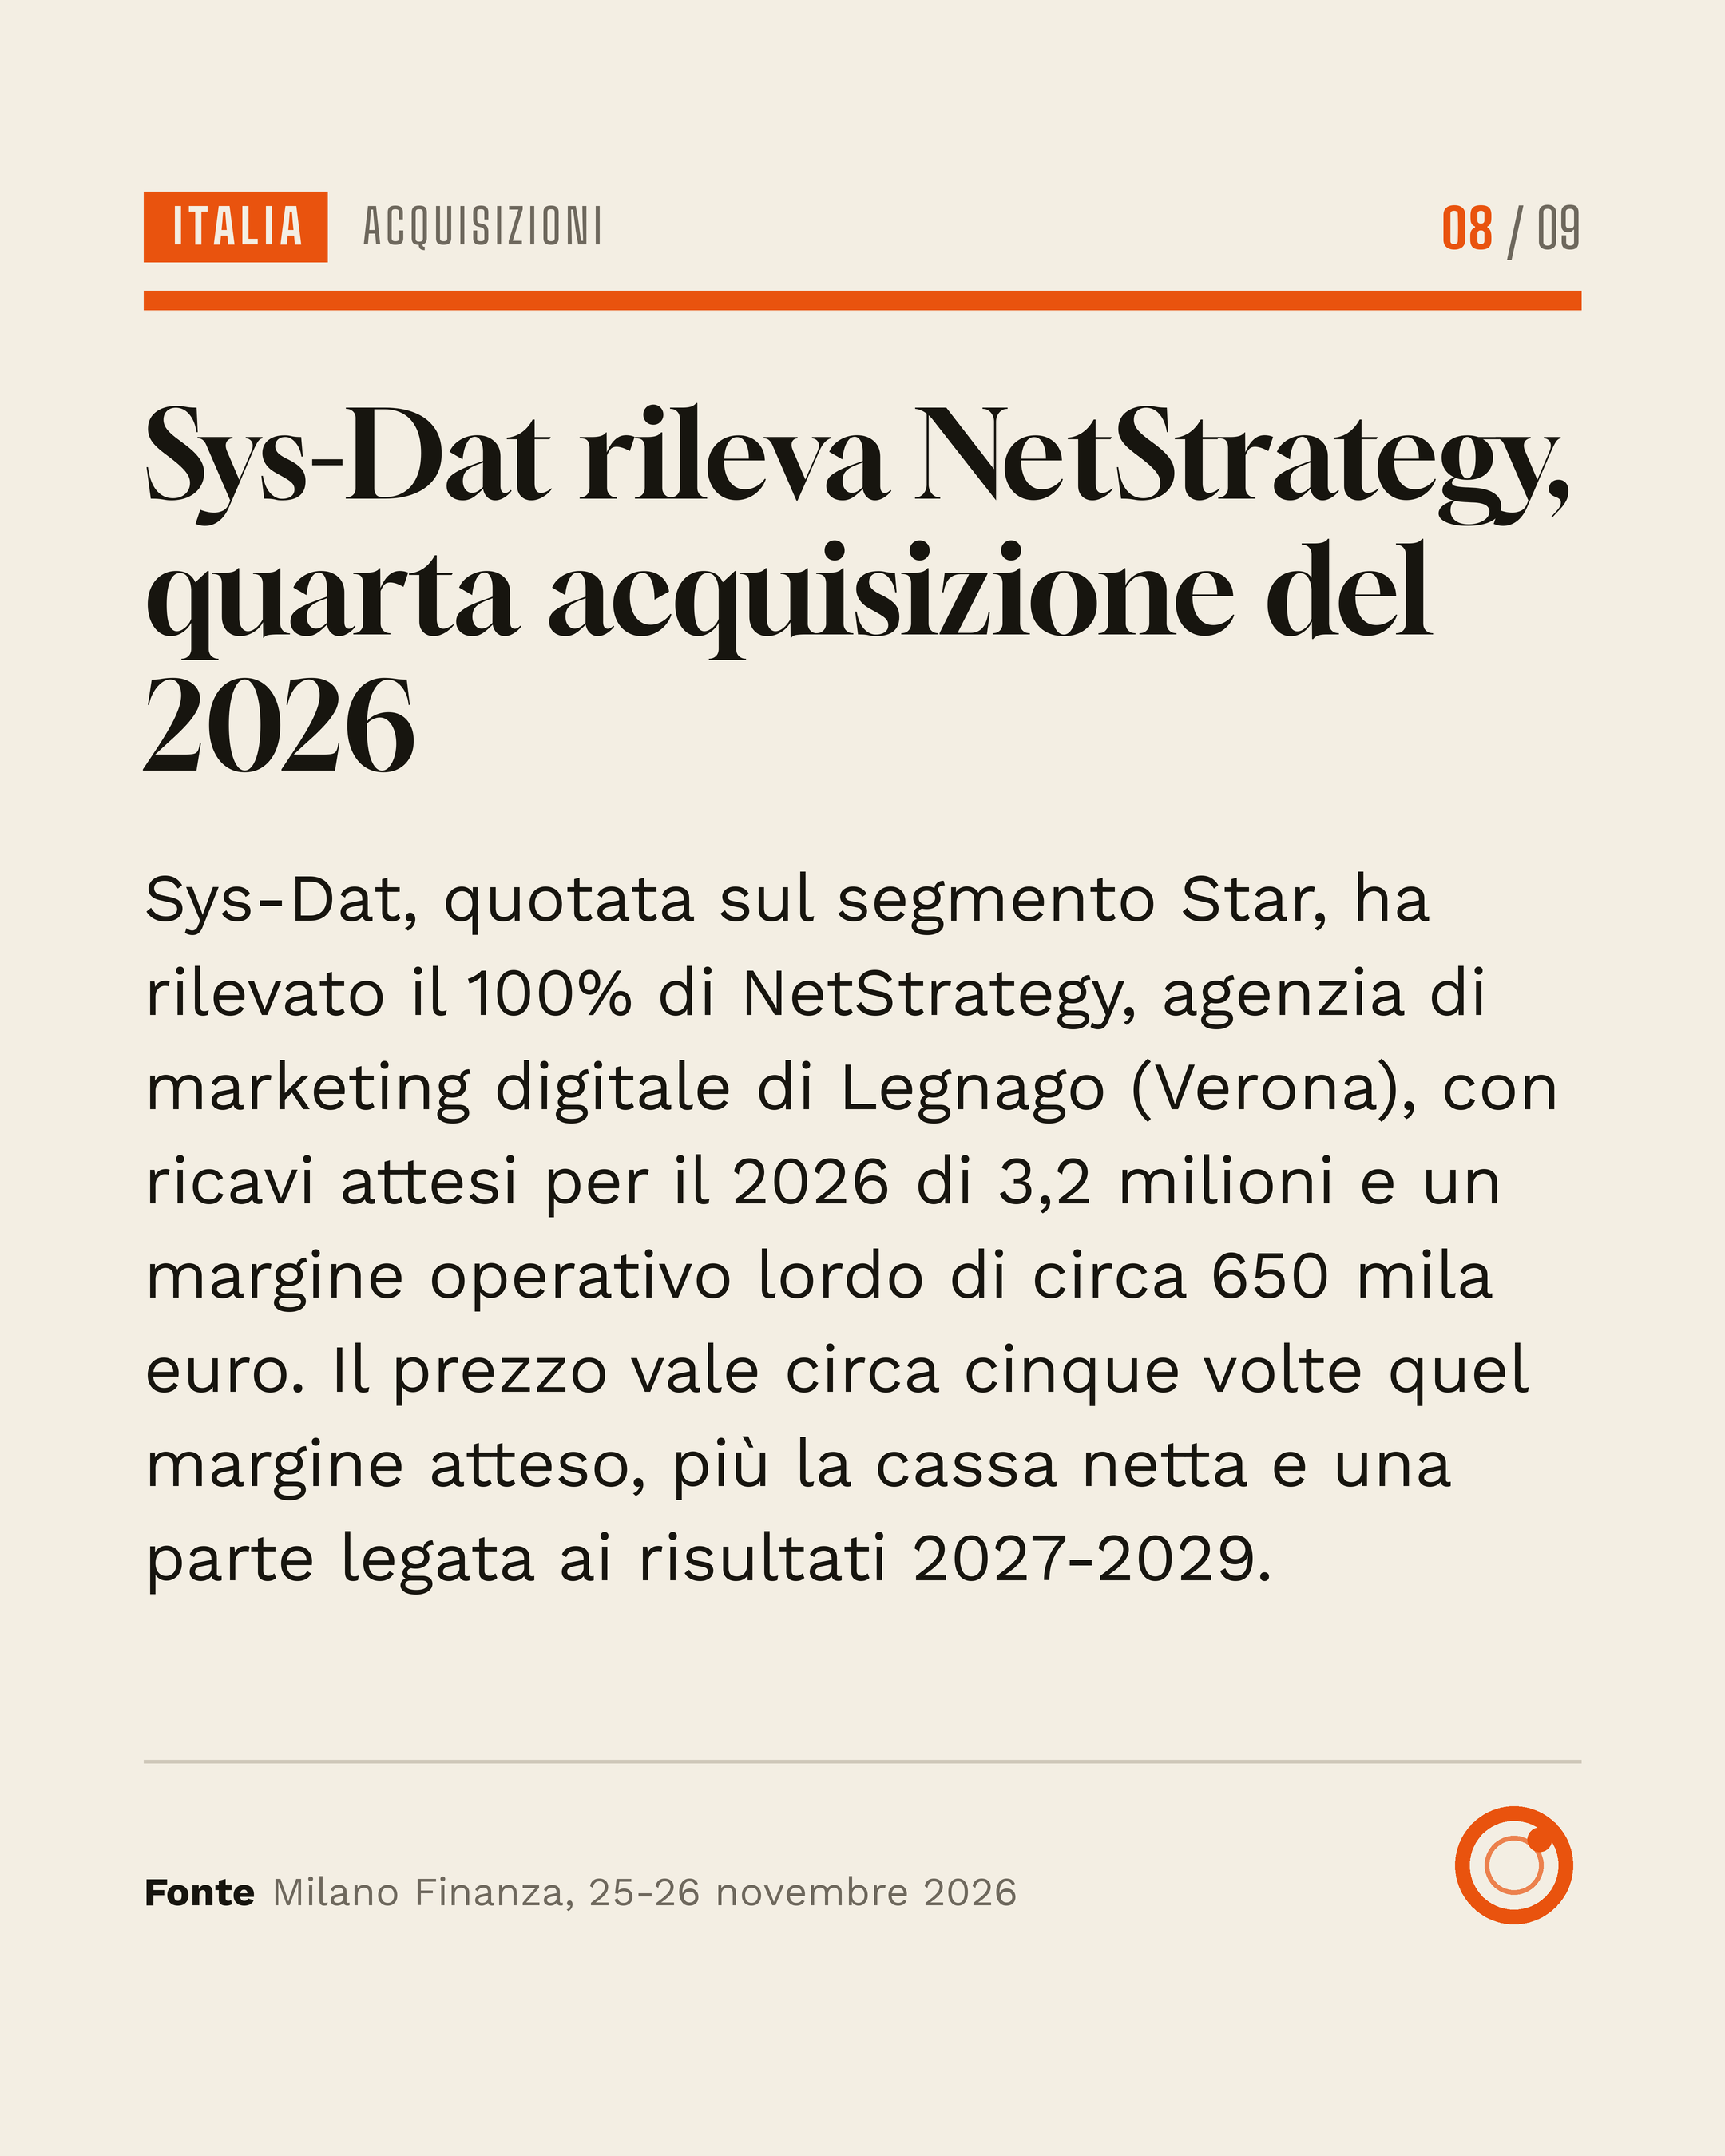 ITALIA ACQUISIZIONI 08 / 09
Sys-Dat rileva NetStrategy,
quarta acquisizione del
2026
Sys-Dat, quotata sul segmento Star, ha
rilevato il 100% di NetStrategy, agenzia di
marketing digitale di Legnago (Verona), con
ricavi attesi per il 2026 di 3,2 milioni e un
margine operativo lordo di circa 650 mila
euro. Il prezzo vale circa cinque volte quel
margine atteso, più la cassa netta e una
parte legata ai risultati 2027-2029.
Fonte Milano Finanza, 25-26 novembre 2026